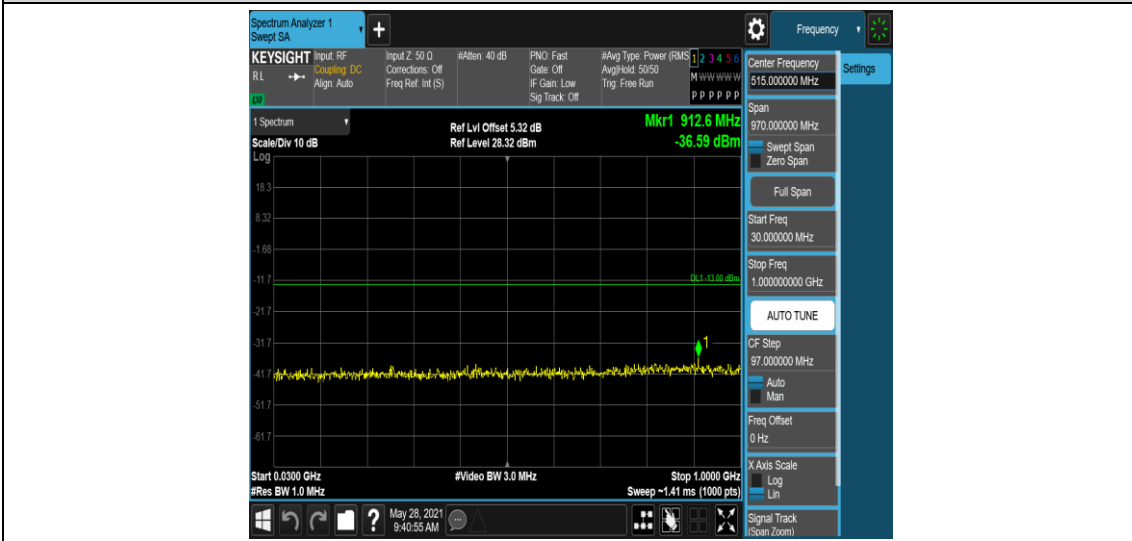 Spectrum Analyzer 1
Swept SA
+
Frequency
KEYSIGHT
RL
LXI
Input: RF
Coupling: DC
Align: Auto
Input Z: 50 Ω
Corrections: Off
Freq Ref: Int (S)
#Atten: 40 dB
PNO: Fast
Gate: Off
IF Gain: Low
Sig Track: Off
#Avg Type: Power (RMS
Avg|Hold: 50/50
Trig: Free Run
1 2 3 4 5 6
M W W W W W
P P P P P P
1 Spectrum
Scale/Div 10 dB
Log
Ref Lvl Offset 5.32 dB
Ref Level 28.32 dBm
Mkr1 912.6 MHz
-36.59 dBm
18.3
8.32
-1.68
-11.7
-21.7
-31.7
-41.7
-51.7
-61.7
DL1 -13.00 dBm
1
Start 0.0300 GHz
#Res BW 1.0 MHz
#Video BW 3.0 MHz
Stop 1.0000 GHz
Sweep ~1.41 ms (1000 pts)
?
May 28, 2021
9:40:55 AM
Center Frequency
515.000000 MHz
Settings
Span
970.000000 MHz
Swept Span
Zero Span
Full Span
Start Freq
30.000000 MHz
Stop Freq
1.000000000 GHz
AUTO TUNE
CF Step
97.000000 MHz
Auto
Man
Freq Offset
0 Hz
X Axis Scale
Log
Lin
Signal Track
(Span Zoom)